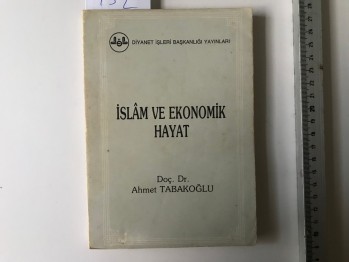 DİYANET İŞLERİ BAŞKANLIĞI YAYINLARI
İSLÂM VE EKONOMİK
HAYAT
Doç. Dr.
Ahmet TABAKOĞLU